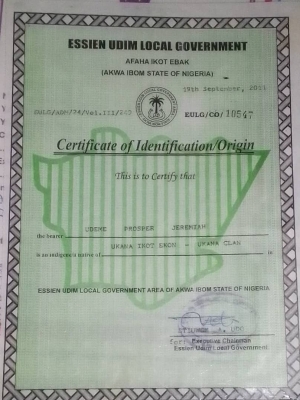 ESSIEN UDIM LOCAL GOVERNMENT
AFAHA IKOT EBAK
(AKWA IBOM STATE OF NIGERIA)
19th September,
EULG/CO/ 10547
Certificate of Identification/Origin
This is to Certify that
the bearer UDEME PROSPER JEREMIAH
is an indigene/native of UKANA IKOT EKON - UKANA CLAN in
ESSIEN UDIM LOCAL GOVERNMENT AREA OF AKWA IBOM STATE OF NIGERIA
Executive Chairman
Essien Udim Local Government.